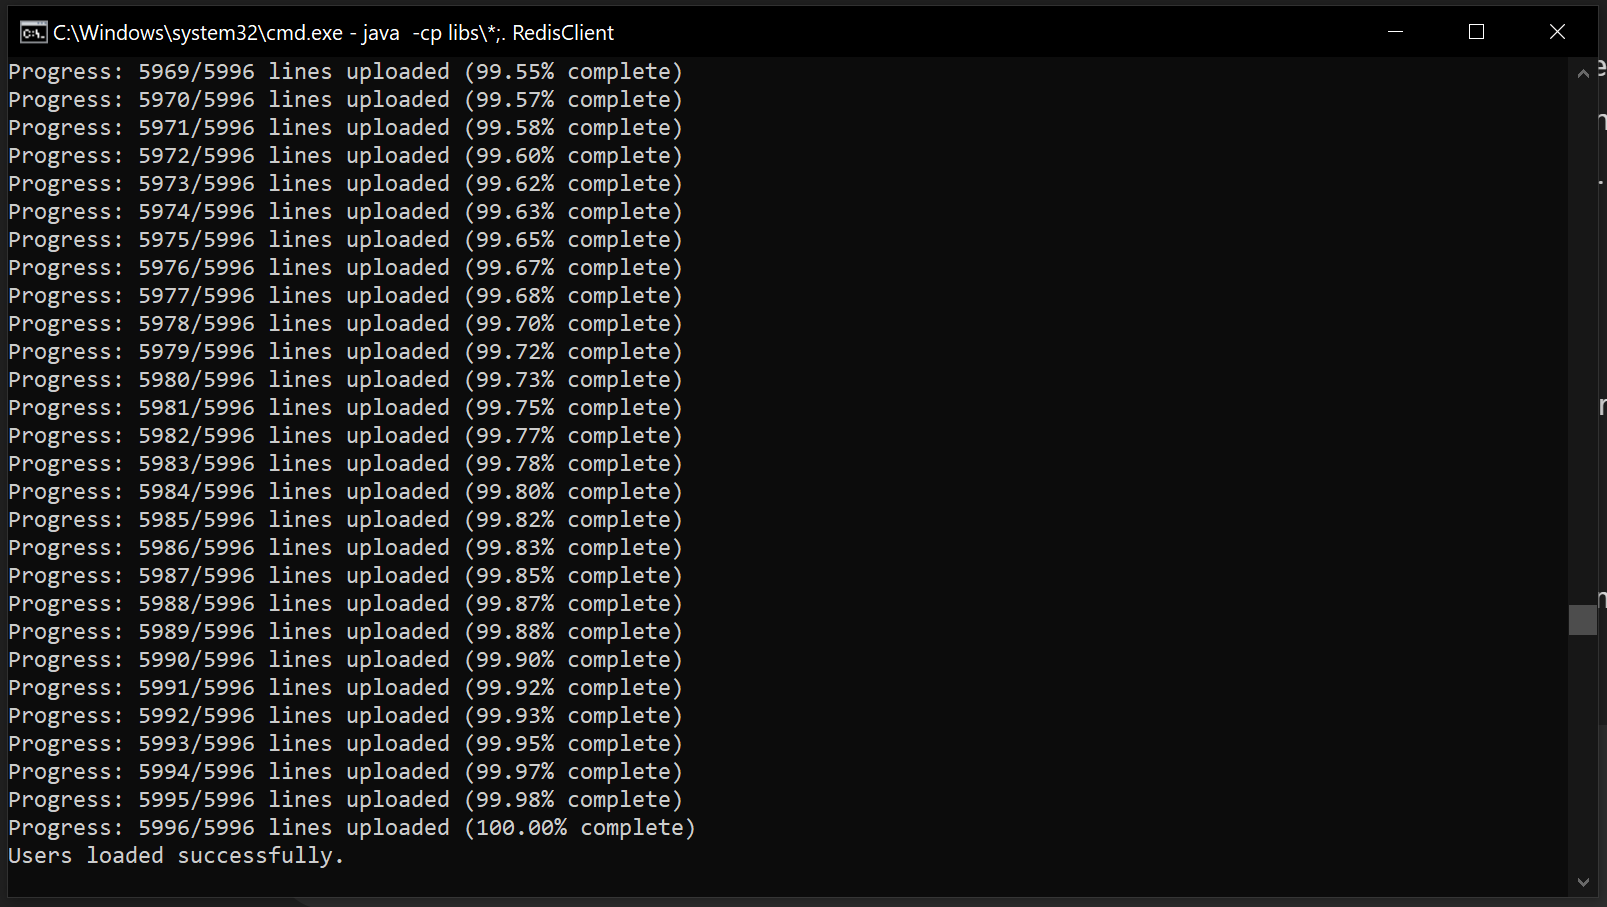 C:\Windows\system32\cmd.exe - java  -cp libs\*;. RedisClient
Progress: 5969/5996 lines uploaded (99.55% complete)
Progress: 5970/5996 lines uploaded (99.57% complete)
Progress: 5971/5996 lines uploaded (99.58% complete)
Progress: 5972/5996 lines uploaded (99.60% complete)
Progress: 5973/5996 lines uploaded (99.62% complete)
Progress: 5974/5996 lines uploaded (99.63% complete)
Progress: 5975/5996 lines uploaded (99.65% complete)
Progress: 5976/5996 lines uploaded (99.67% complete)
Progress: 5977/5996 lines uploaded (99.68% complete)
Progress: 5978/5996 lines uploaded (99.70% complete)
Progress: 5979/5996 lines uploaded (99.72% complete)
Progress: 5980/5996 lines uploaded (99.73% complete)
Progress: 5981/5996 lines uploaded (99.75% complete)
Progress: 5982/5996 lines uploaded (99.77% complete)
Progress: 5983/5996 lines uploaded (99.78% complete)
Progress: 5984/5996 lines uploaded (99.80% complete)
Progress: 5985/5996 lines uploaded (99.82% complete)
Progress: 5986/5996 lines uploaded (99.83% complete)
Progress: 5987/5996 lines uploaded (99.85% complete)
Progress: 5988/5996 lines uploaded (99.87% complete)
Progress: 5989/5996 lines uploaded (99.88% complete)
Progress: 5990/5996 lines uploaded (99.90% complete)
Progress: 5991/5996 lines uploaded (99.92% complete)
Progress: 5992/5996 lines uploaded (99.93% complete)
Progress: 5993/5996 lines uploaded (99.95% complete)
Progress: 5994/5996 lines uploaded (99.97% complete)
Progress: 5995/5996 lines uploaded (99.98% complete)
Progress: 5996/5996 lines uploaded (100.00% complete)
Users loaded successfully.